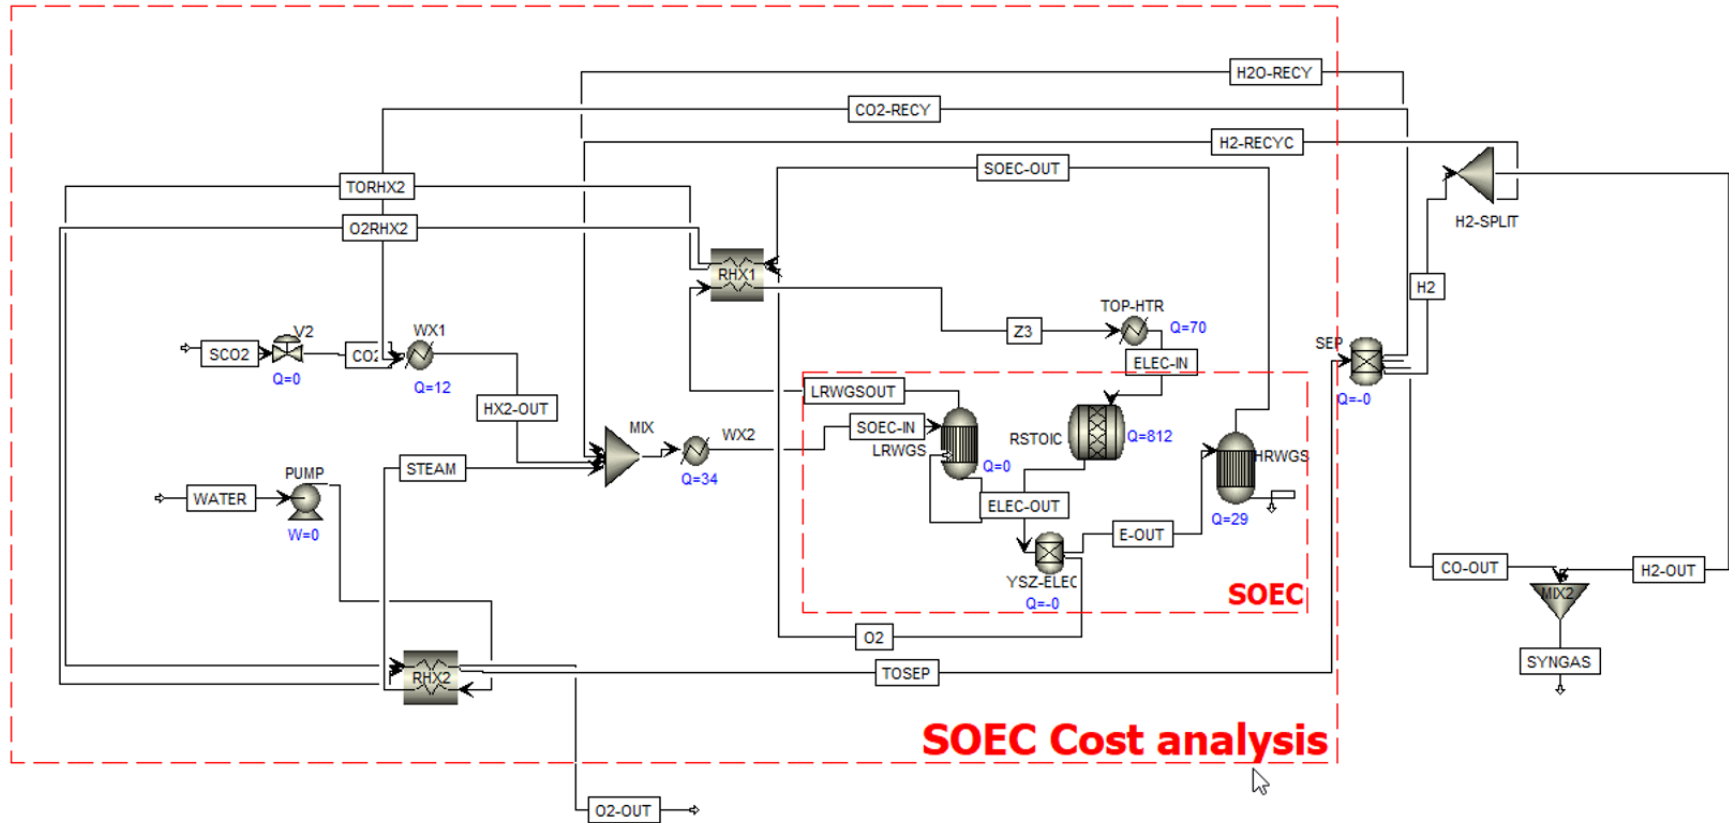 H2O-RECY
CO2-RECY
H2-RECYC
SOEC-OUT
TORHX2
O2RHX2
H2-SPLIT
RHX1
H2
TOP-HTR
Q=70
Z3
V2
WX1
SCO2
CO2
Q=0
Q=12
SEP
ELEC-IN
Q=-0
LRWGSOUT
HX2-OUT
SOEC-IN
MIX
WX2
RSTOIC
Q=812
LRWGS
HRWGS
STEAM
Q=0
Q=34
PUMP
WATER
ELEC-OUT
Q=29
W=0
E-OUT
YSZ-ELEC
Q=-0
SOEC
CO-OUT
H2-OUT
MIX2
O2
SYNGAS
RHX2
TOSEP
SOEC Cost analysis
O2-OUT